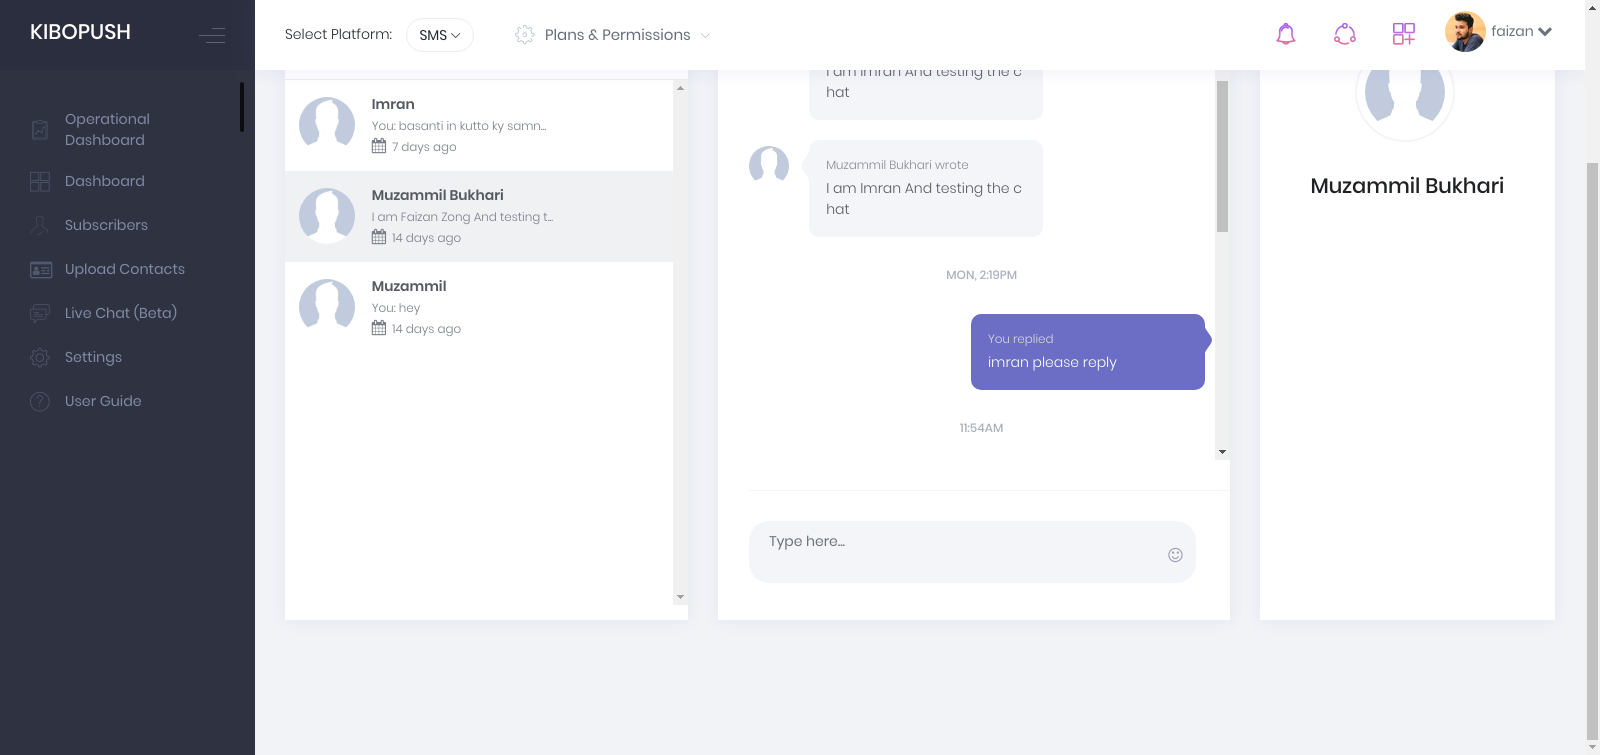 KIBOPUSH
Select Platform:
SMS
Plans & Permissions
faizan
Operational
Dashboard
Dashboard
Subscribers
Upload Contacts
Live Chat (Beta)
Settings
User Guide
Imran
You: basanti in kutto ky samn...
7 days ago
Muzammil Bukhari
I am Faizan Zong And testing t...
14 days ago
Muzammil
You: hey
14 days ago
I am Imran And testing the c
hat
Muzammil Bukhari wrote
I am Imran And testing the c
hat
MON, 2:19PM
You replied
imran please reply
11:54AM
Type here...
Muzammil Bukhari